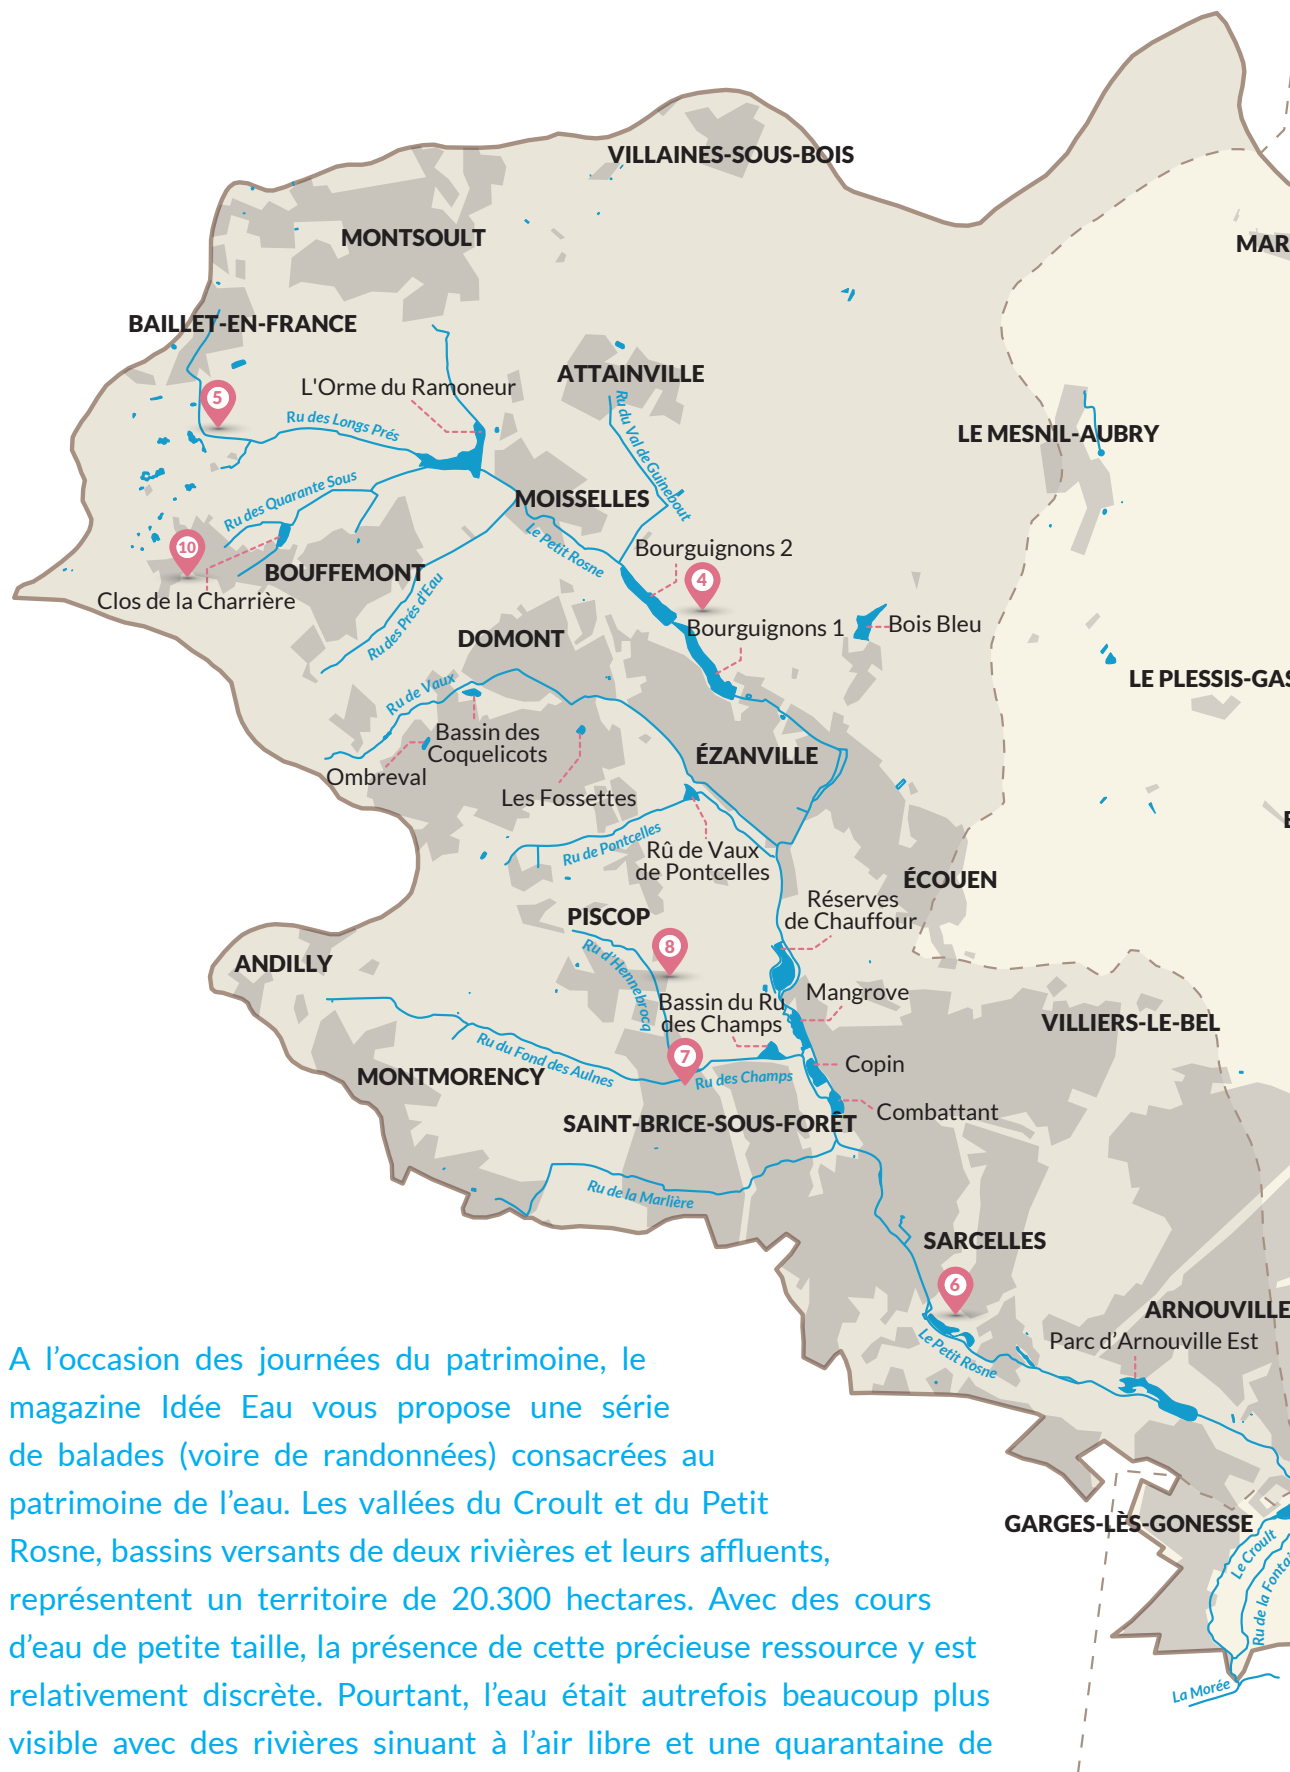 VILLAINES-SOUS-BOIS
MONTSOULT
MAR
BAILLET-EN-FRANCE
ATTAINVILLE
L'Orme du Ramoneur
5
Ru des Longs Prés
Ru du Val de Guinebout
LE MESNIL-AUBRY
Ru des Quarante Sous
MOISSELLES
Le Petit Rosne
10
Bourguignons 2
BOUFFEMONT
4
Clos de la Charrière
Ru des Prés d'Eau
Bourguignons 1
Bois Bleu
DOMONT
LE PLESSIS-GAS
Ru de Vaux
Bassin des
Coquelicots
ÉZANVILLE
Ombreval
Les Fossettes
Ru de Pontcelles
Rû de Vaux
de Pontcelles
ÉCOUEN
Réserves
de Chauffour
PISCOP
8
Ru d'Hennebrocq
ANDILLY
Mangrove
Bassin du Ru
des Champs
VILLIERS-LE-BEL
Ru du Fond des Aulnes
7
Copin
MONTMORENCY
Ru des Champs
Combattant
SAINT-BRICE-SOUS-FORÊT
Ru de la Marlière
SARCELLES
6
ARNOUVILLE
Parc d'Arnouville Est
Le Petit Rosne
GARGES-LÈS-GONESSE
Le Croult
Ru de la Fontai
La Morée
A l'occasion des journées du patrimoine, le
magazine Idée Eau vous propose une série
de balades (voire de randonnées) consacrées au
patrimoine de l'eau. Les vallées du Croult et du Petit
Rosne, bassins versants de deux rivières et leurs affluents,
représentent un territoire de 20.300 hectares. Avec des cours
d'eau de petite taille, la présence de cette précieuse ressource y est
relativement discrète. Pourtant, l'eau était autrefois beaucoup plus
visible avec des rivières sinuant à l'air libre et une quarantaine de